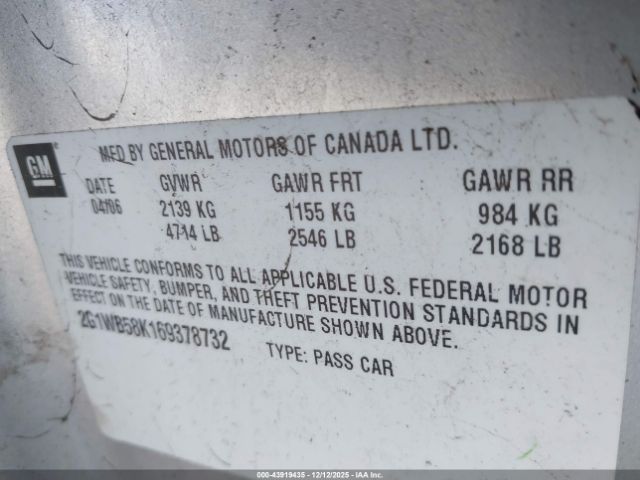 GM
MFD BY GENERAL MOTORS OF CANADA LTD.
DATE GVWR GAWR FRT GAWR RR
04/06 2139 KG 1155 KG 984 KG
4714 LB 2546 LB 2168 LB
THIS VEHICLE CONFORMS TO ALL APPLICABLE U.S. FEDERAL MOTOR
VEHICLE SAFETY, BUMPER, AND THEFT PREVENTION STANDARDS IN
EFFECT ON THE DATE OF MANUFACTURE SHOWN ABOVE.
2G1WB58K169378732 TYPE: PASS CAR
000-43919435 - 12/12/2025 - IAA Inc.